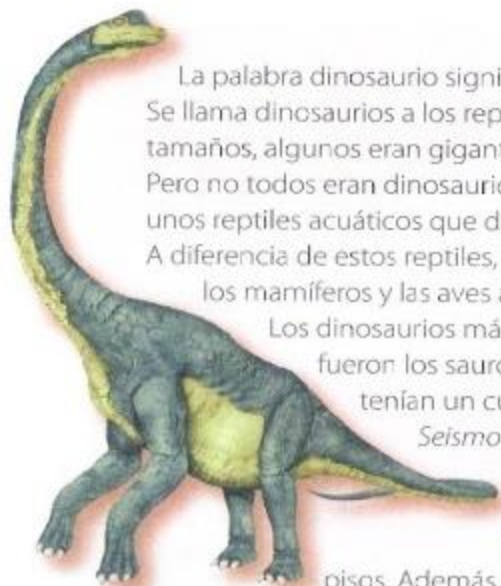 La palabra dinosaurio signi
Se llama dinosaurios a los rep
tamaños, algunos eran gigant
Pero no todos eran dinosaurio
unos reptiles acuáticos que d
A diferencia de estos reptiles,
los mamíferos y las aves a
Los dinosaurios má
fueron los sauro
tenían un cu
Seismo
pisos. Además